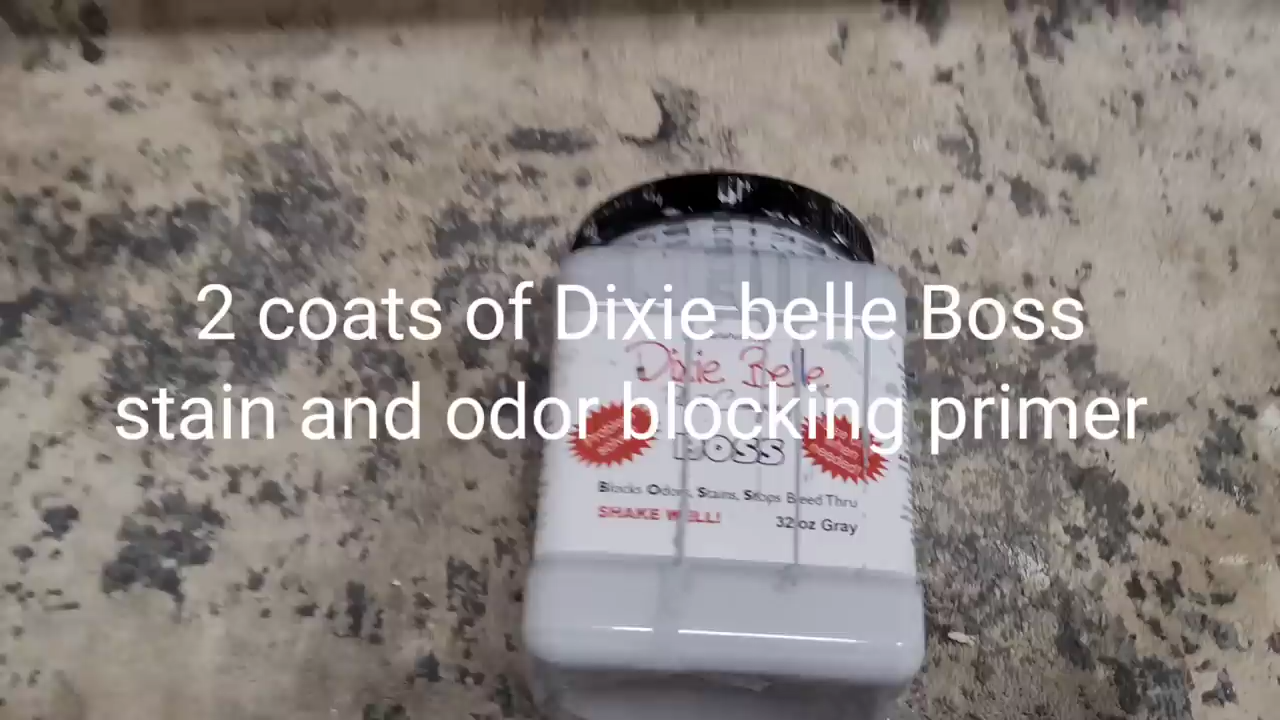 2 coats of Dixie belle Boss
stain and odor blocking primer
Dixie Belle
BOSS
needed!
Blocks Odors, Stains, Stops Bleed Thru
SHAKE WELL!
32 oz Gray